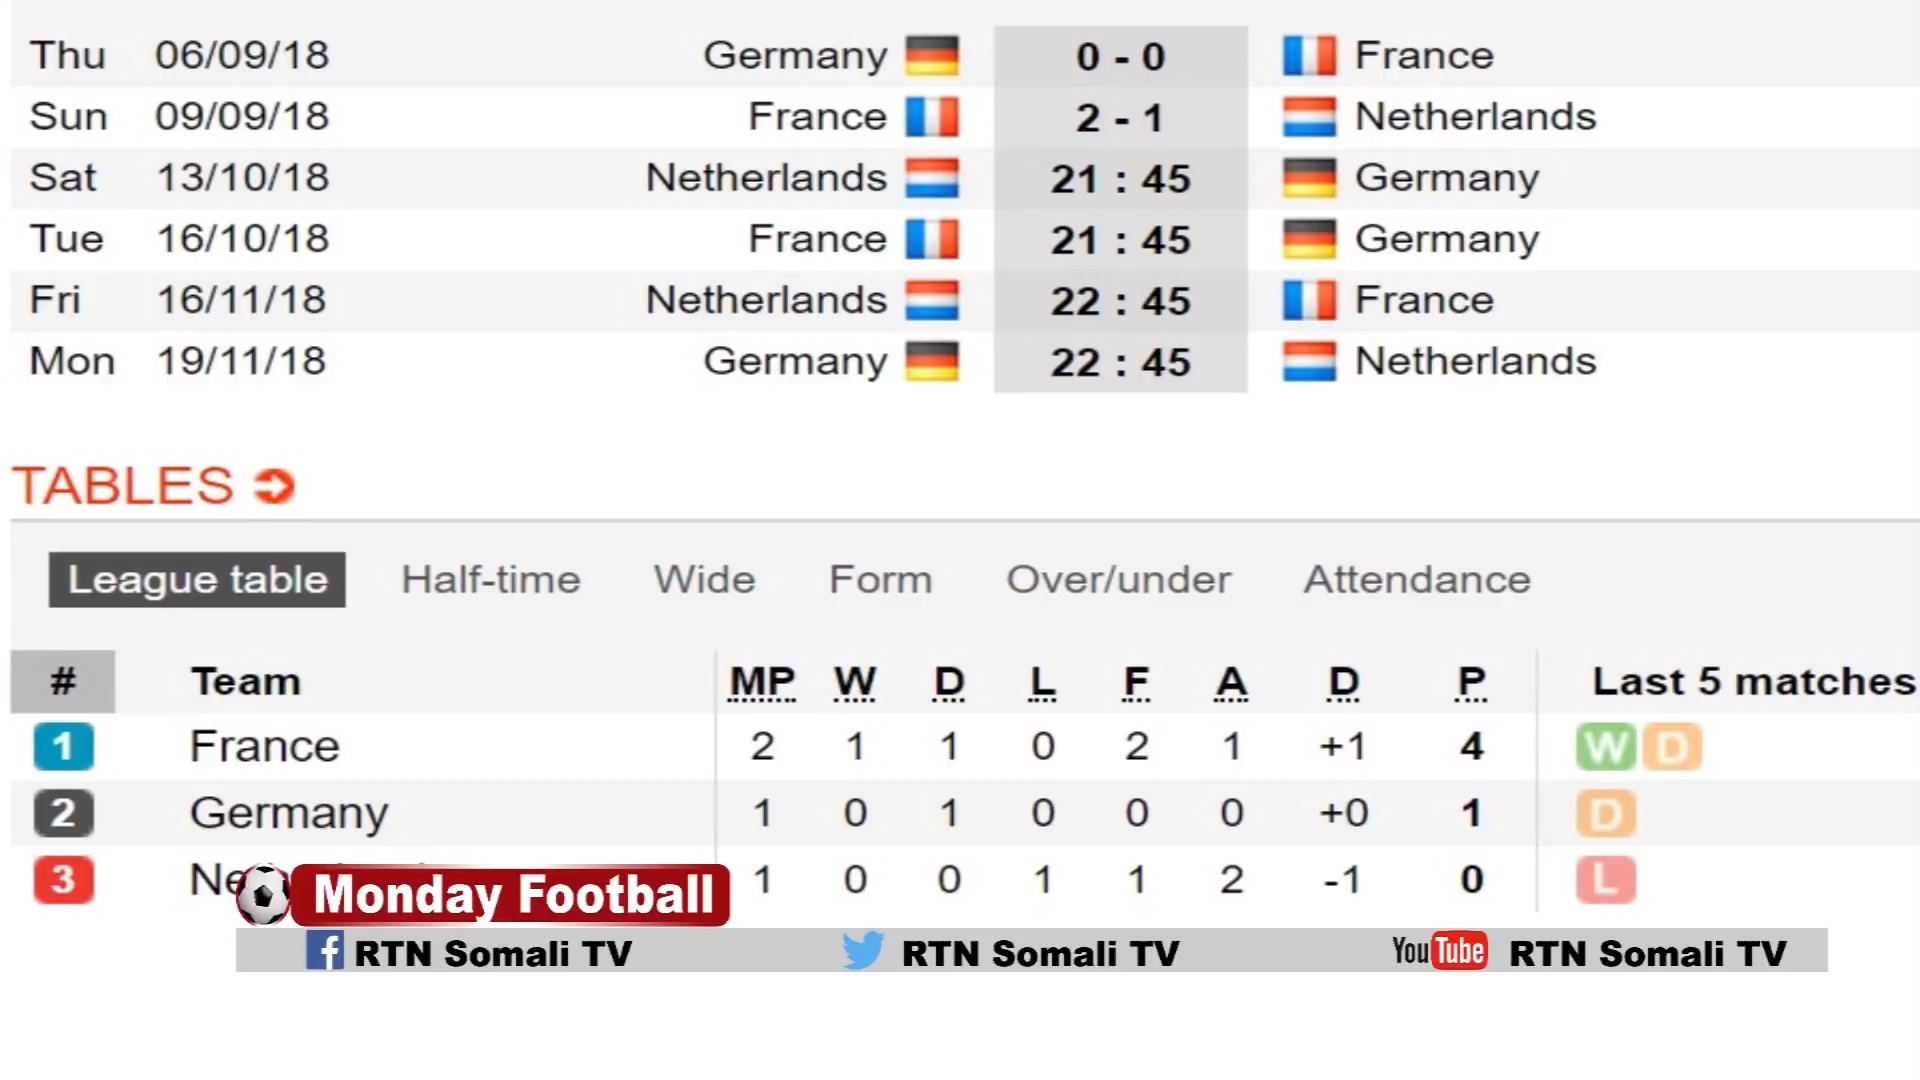 Thu 06/09/18 Germany 0 - 0 France
Sun 09/09/18 France 2 - 1 Netherlands
Sat 13/10/18 Netherlands 21 : 45 Germany
Tue 16/10/18 France 21 : 45 Germany
Fri 16/11/18 Netherlands 22 : 45 France
Mon 19/11/18 Germany 22 : 45 Netherlands
TABLES
League table Half-time Wide Form Over/under Attendance
# Team MP W D L F A D P Last 5 matches
1 France 2 1 1 0 2 1 +1 4 W D
2 Germany 1 0 1 0 0 0 +0 1 D
3 1 0 0 1 1 2 -1 0 L
Monday Football
f RTN Somali TV RTN Somali TV YouTube RTN Somali TV